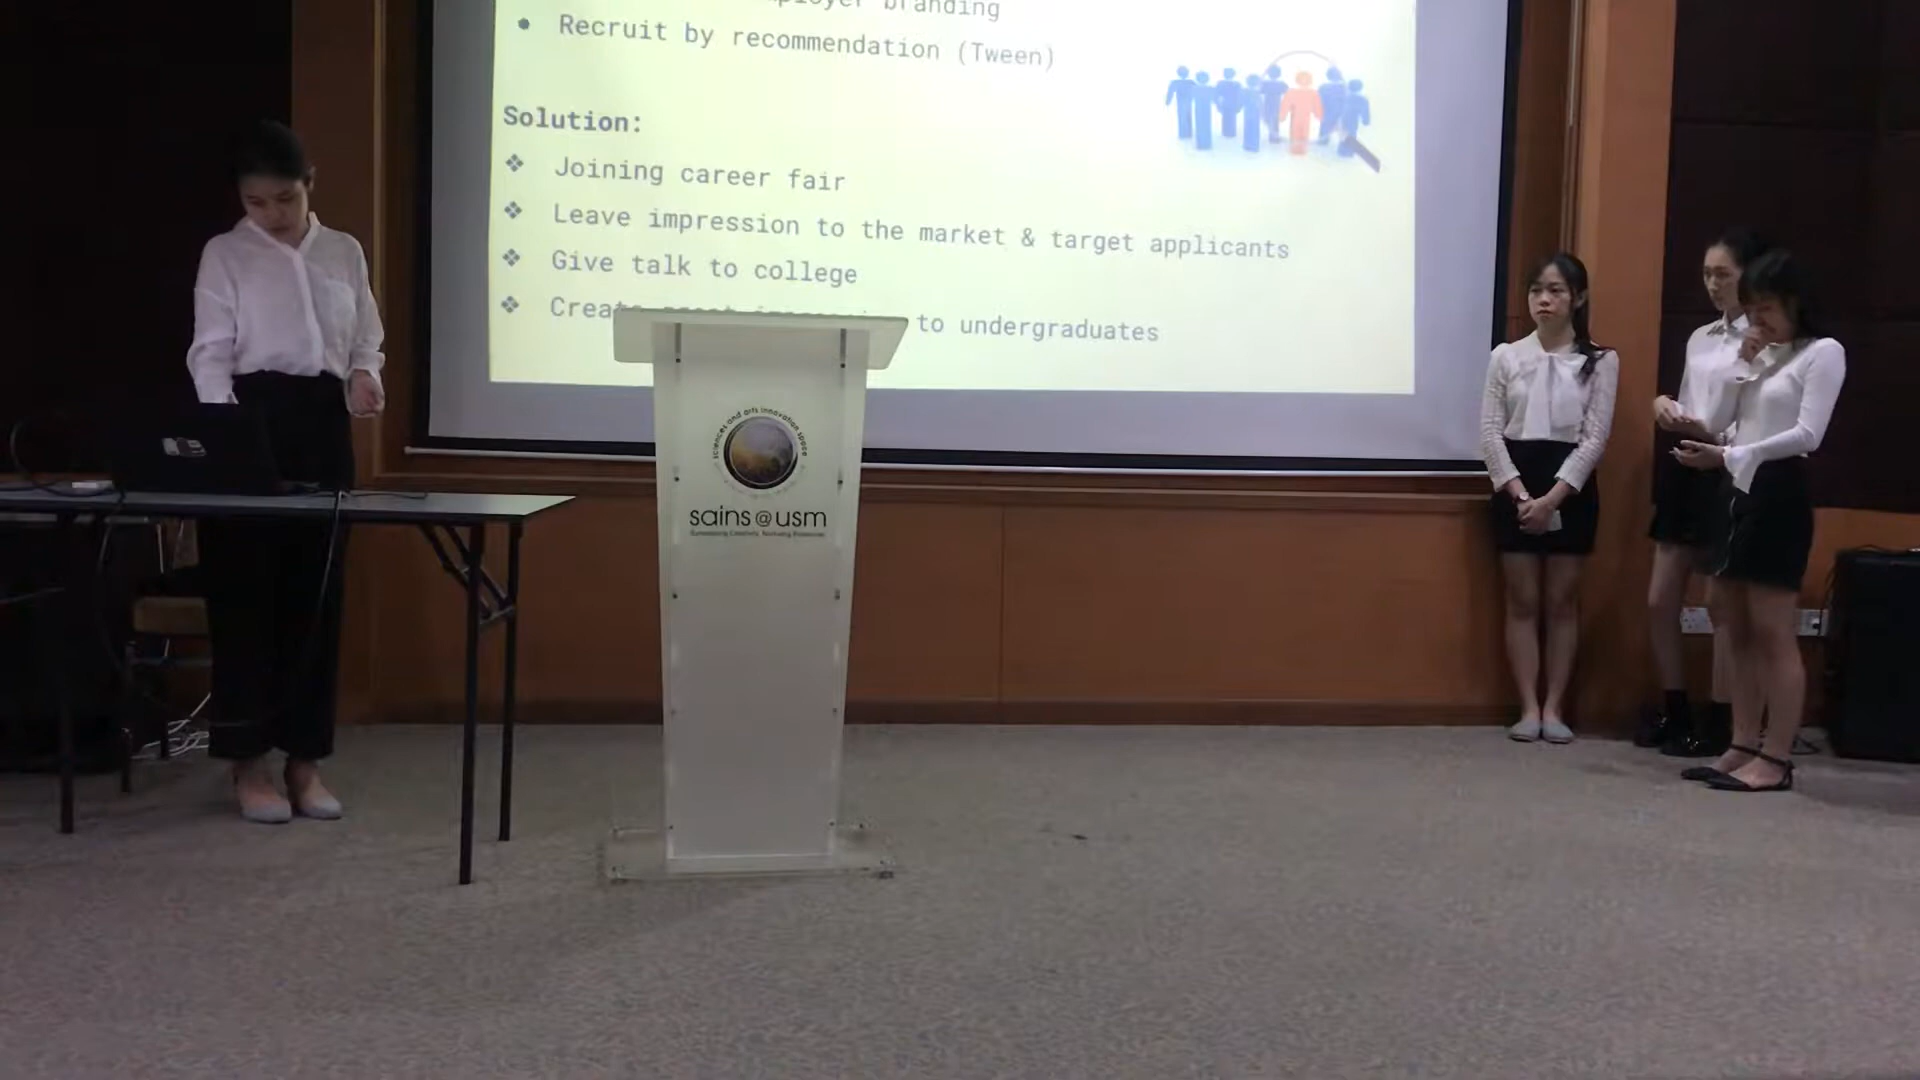 branding
Recruit by recommendation (Tween)
Solution:
Joining career fair
Leave impression to the market & target applicants
Give talk to college
to undergraduates
sciences and arts innovation space
sains@usm